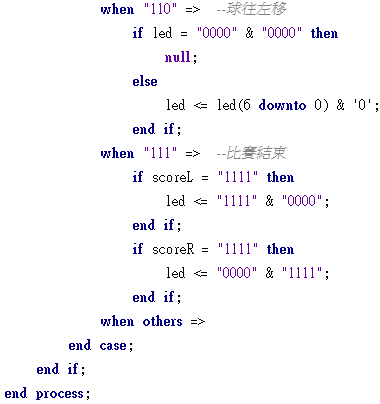 when "110" =>  --球往左移
if led = "0000" & "0000" then
null;
else
led <= led(6 downto 0) & '0';
end if;
when "111" =>  --比賽結束
if scoreL = "1111" then
led <= "1111" & "0000";
end if;
if scoreR = "1111" then
led <= "0000" & "1111";
end if;
when others =>
end case;
end if;
end process;